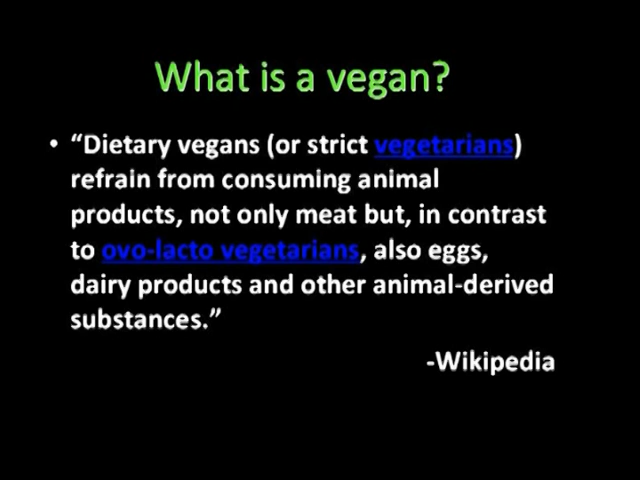 What is a vegan?
• “Dietary vegans (or strict vegetarians)
refrain from consuming animal
products, not only meat but, in contrast
to ovo-lacto vegetarians, also eggs,
dairy products and other animal-derived
substances.”
-Wikipedia